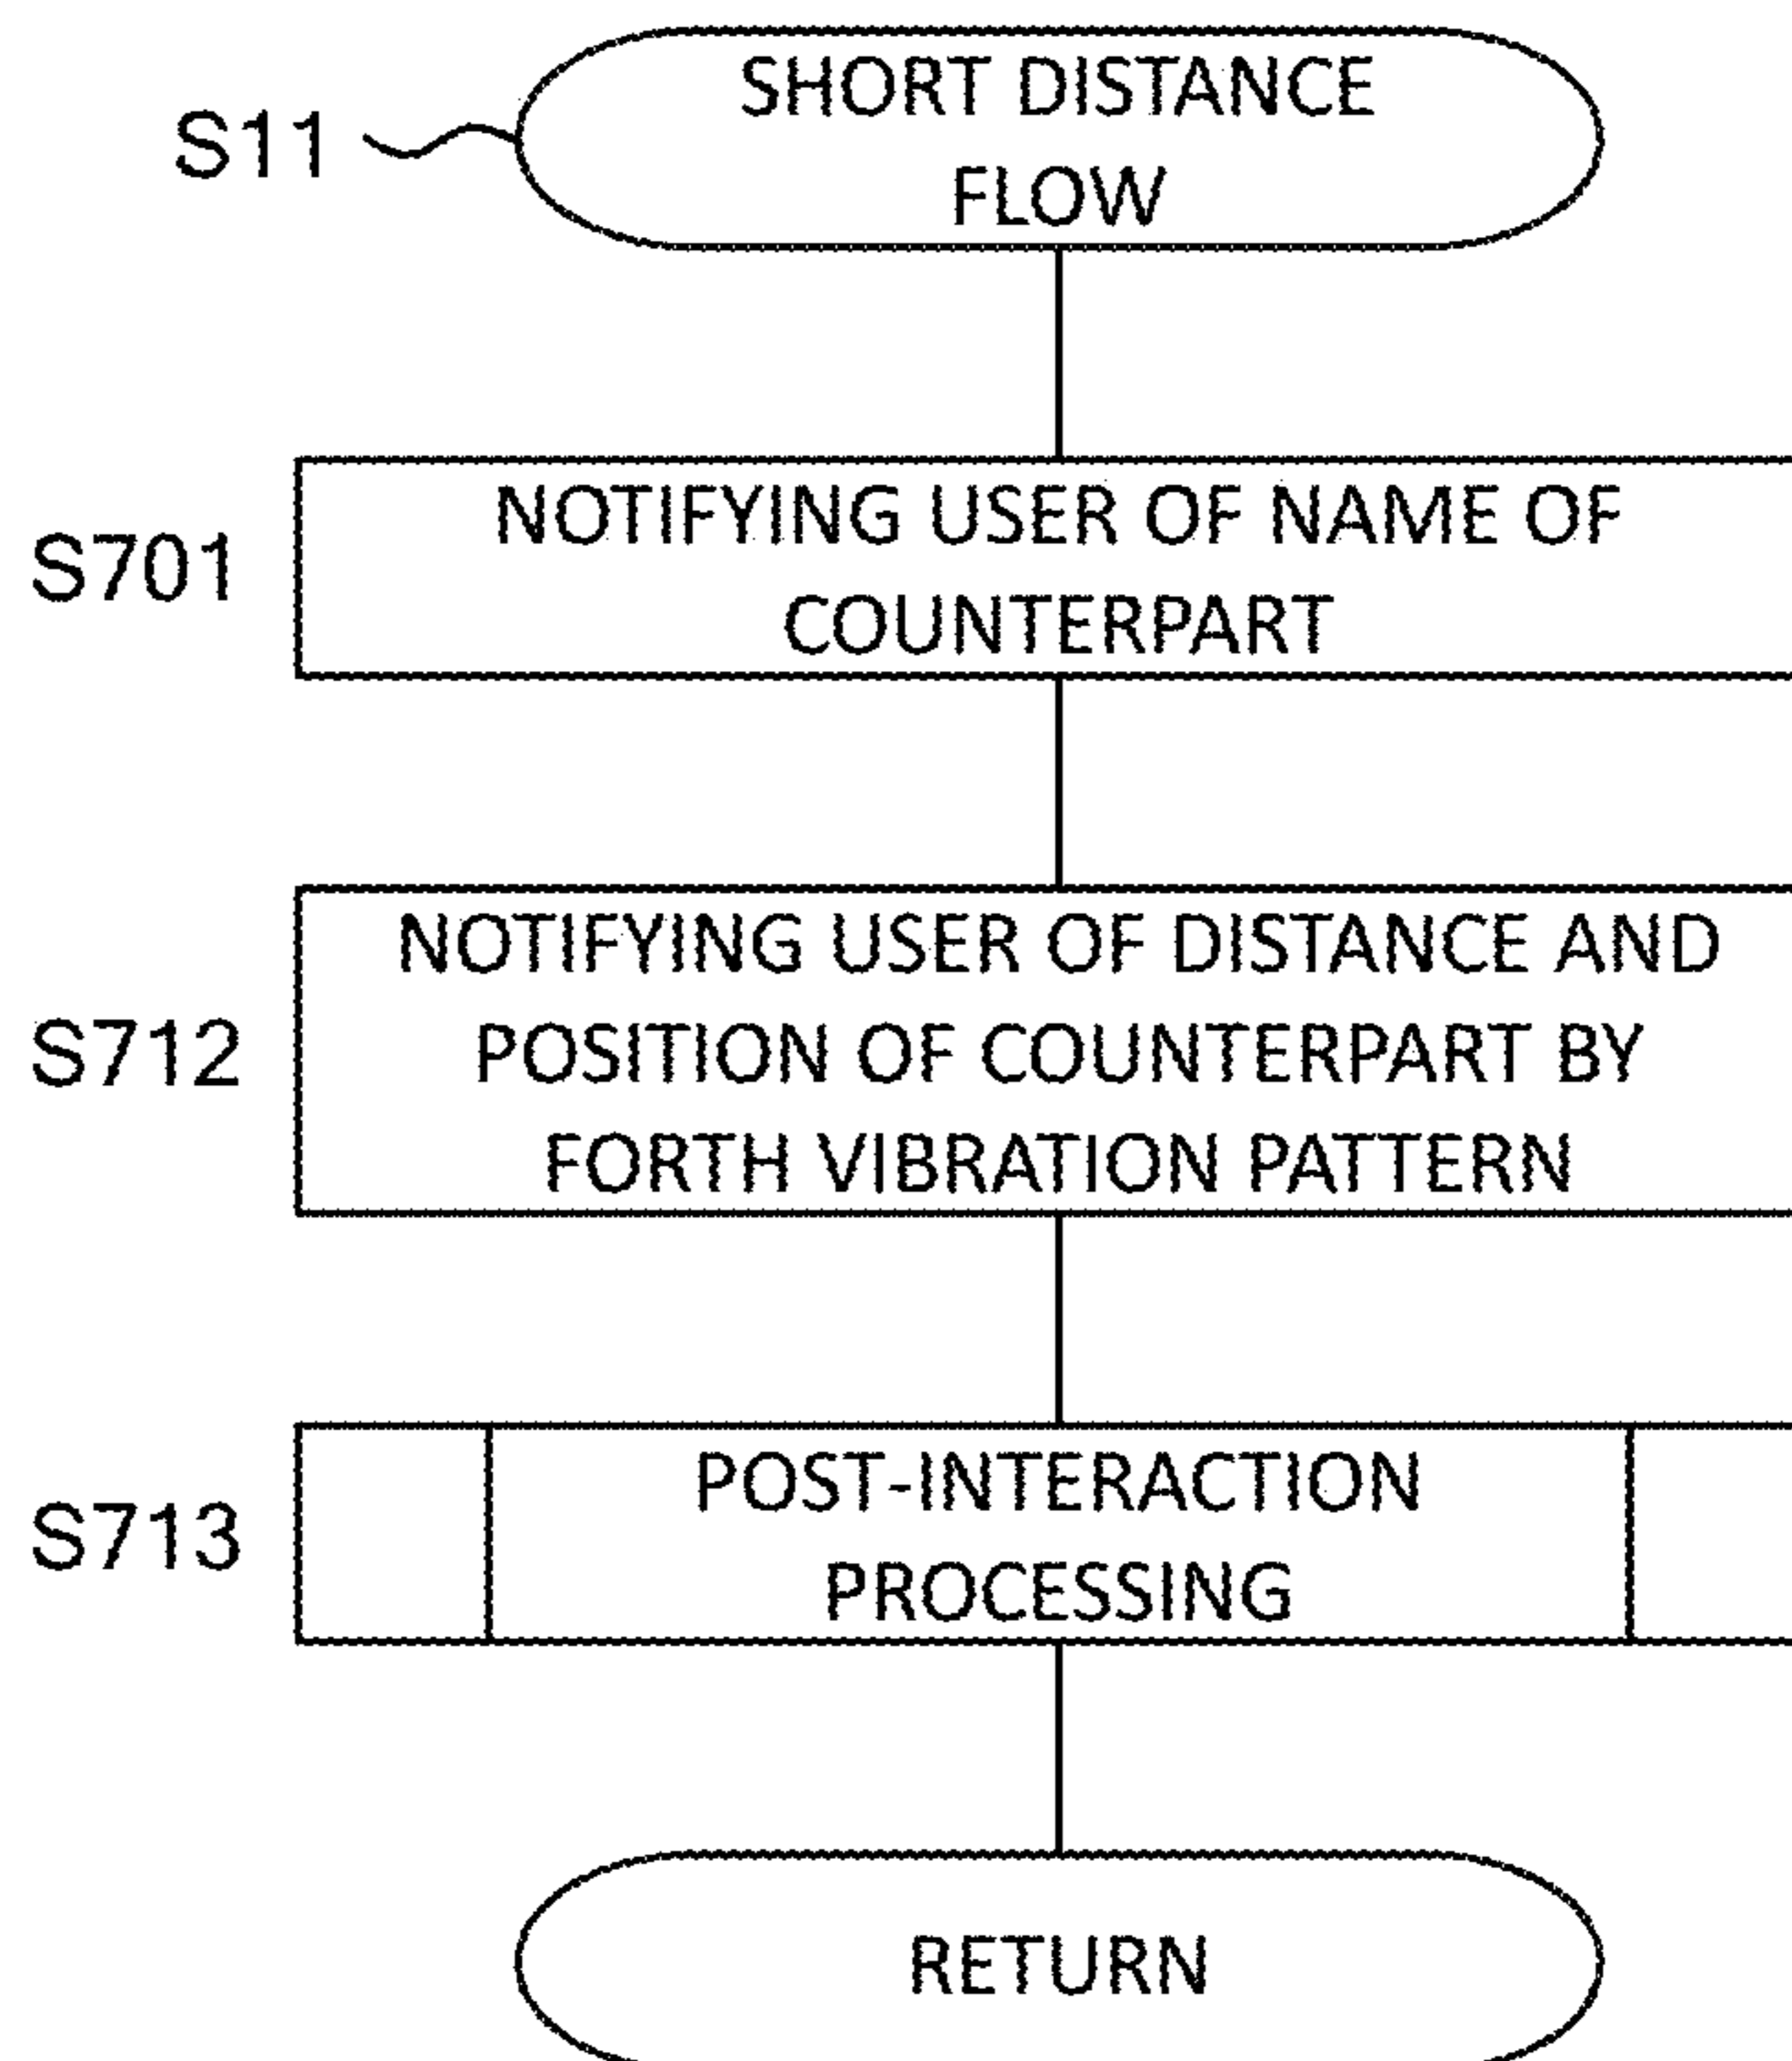 S11
SHORT DISTANCE
FLOW
S701
NOTIFYING USER OF NAME OF
COUNTERPART
S712
NOTIFYING USER OF DISTANCE AND
POSITION OF COUNTERPART BY
FORTH VIBRATION PATTERN
S713
POST-INTERACTION
PROCESSING
RETURN